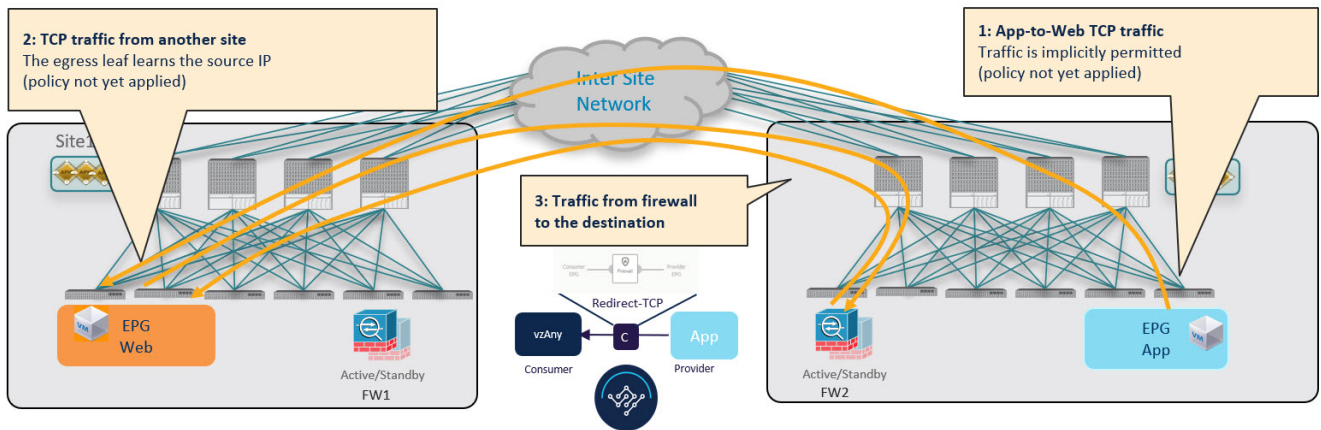 2: TCP traffic from another site
The egress leaf learns the source IP
(policy not yet applied)
1: App-to-Web TCP traffic
Traffic is implicitly permitted
(policy not yet applied)
Inter Site
Network
Site1
3: Traffic from firewall
to the destination
Consumer
EPG
Firewall
Provider
EPG
Redirect-TCP
vzAny
C
App
Consumer
Provider
VM
EPG
Web
Active/Standby
FW1
Active/Standby
FW2
EPG
App
VM